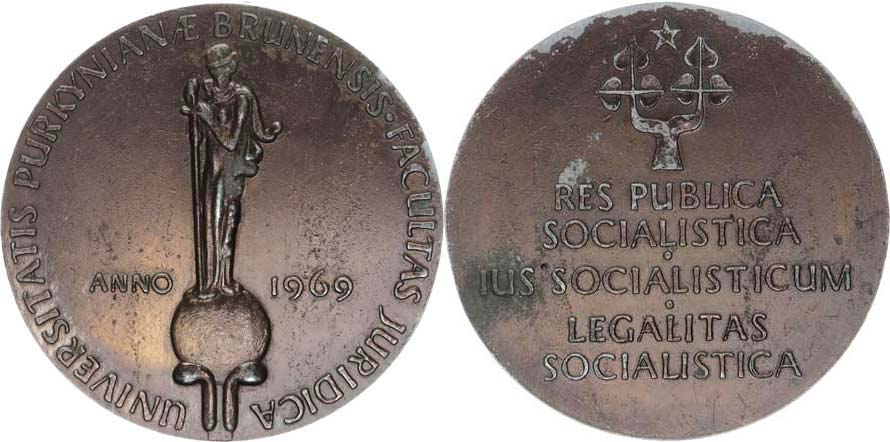 UNIVERSITATIS PURKYNIANÆ BRUNENSIS · FACULTAS JURIDICA
ANNO 1969
RES PUBLICA
SOCIALISTICA
·
IUS SOCIALISTICUM
·
LEGALITAS
SOCIALISTICA